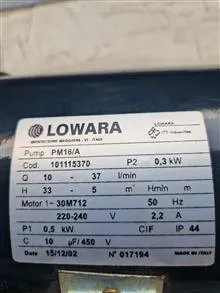 LOWARA
MONTECCHIO MAGGIORE, VI, ITALY
LOWARA
ITT Industries
Pump PM16/A
Cod. 101115370 P2 0,3 kW
Q 10 - 37 l/min
H 33 - 5 m Hmin m
Motor 1~ 30M712 50 Hz
220-240 V 2,2 A
P1 0,5 kW Cl F IP 44
C 10 µF/450 V
Date 15/12/02 N° 017194